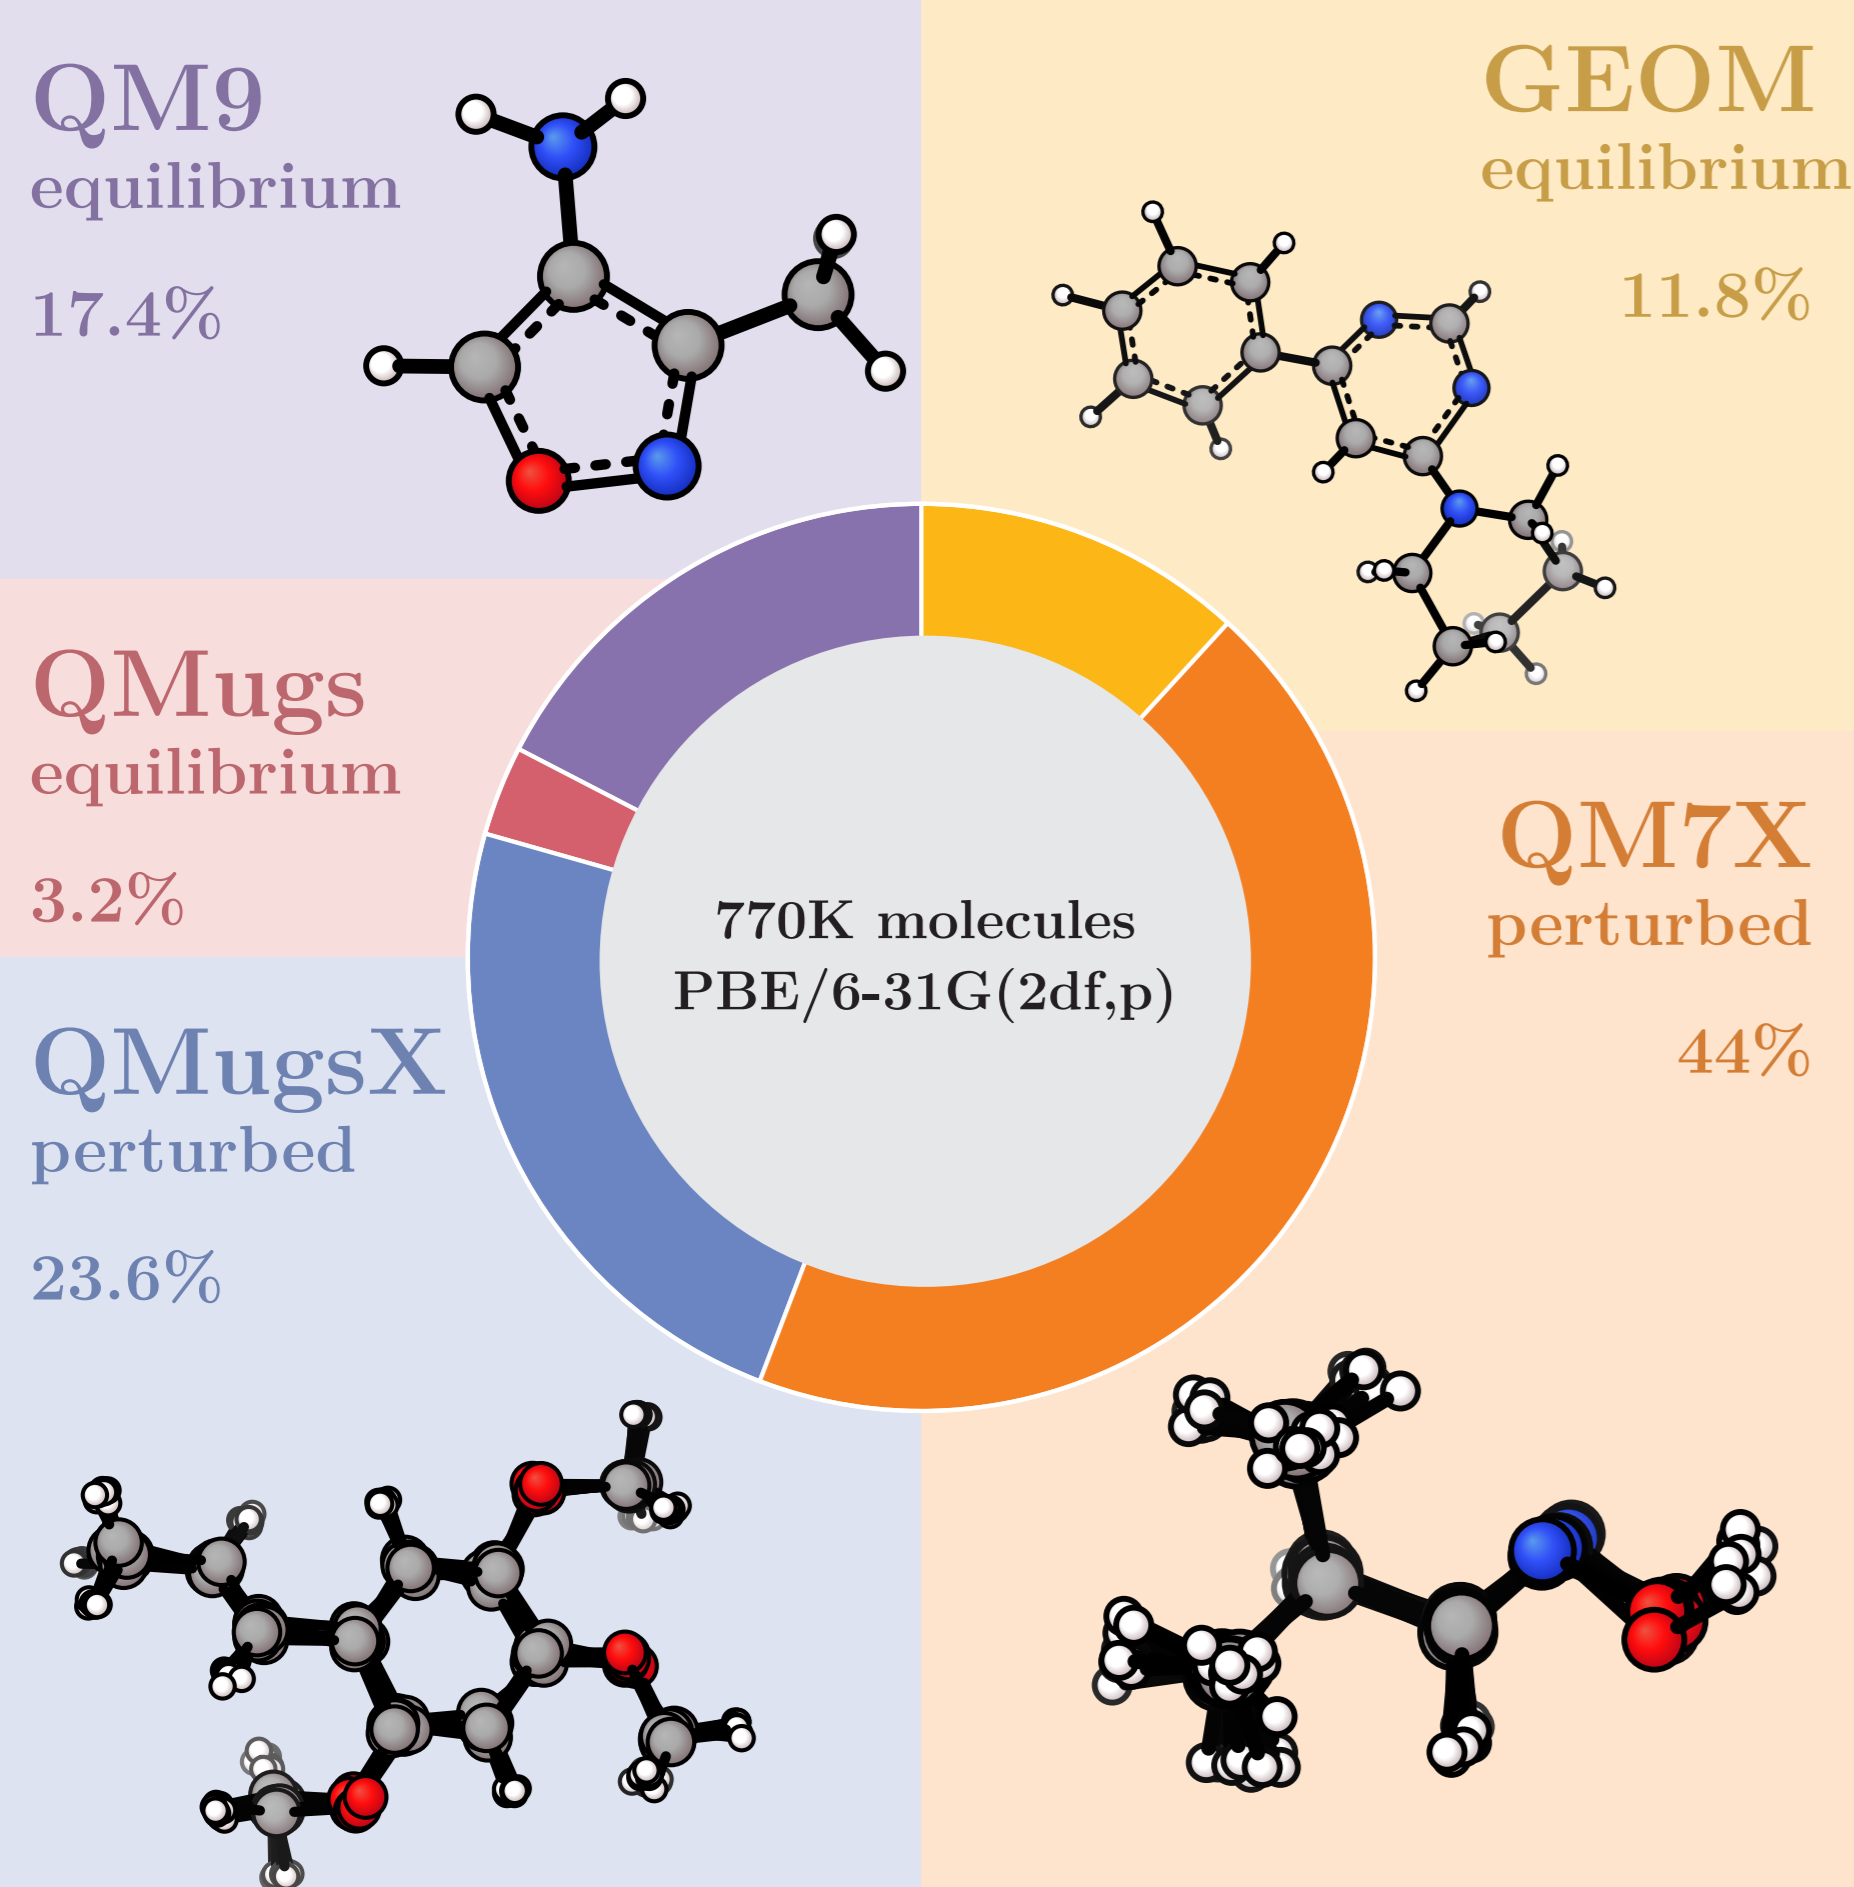 QM9
equilibrium
17.4%
GEOM
equilibrium
11.8%
QMugs
equilibrium
3.2%
770K molecules
PBE/6-31G(2df,p)
QM7X
perturbed
44%
QMugsX
perturbed
23.6%